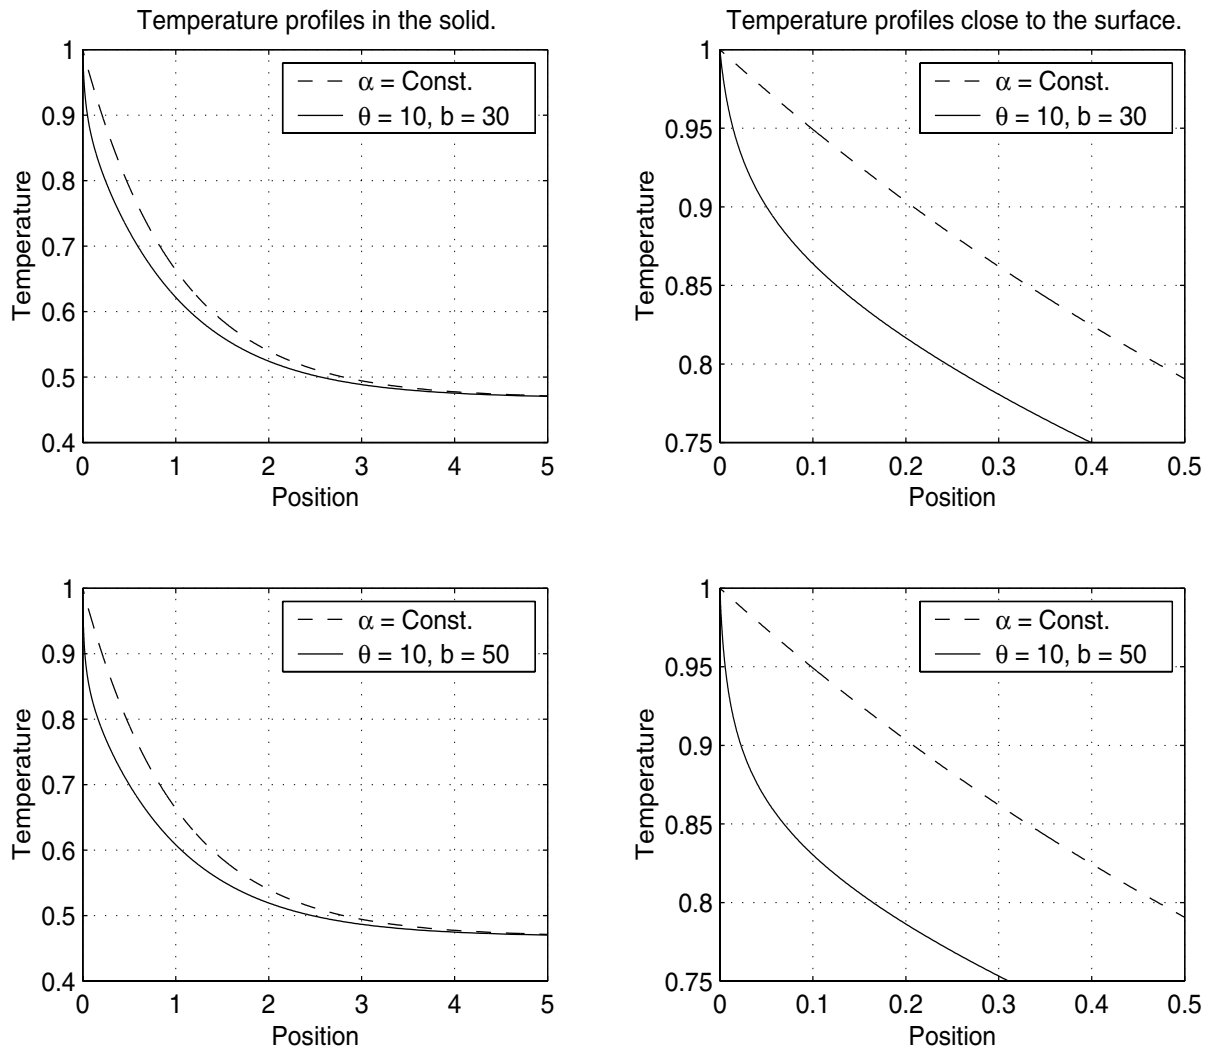 Temperature profiles in the solid.
1
0.9
0.8
0.7
0.6
0.5
0.4
Temperature
α = Const.
θ = 10, b = 30
0 1 2 3 4 5
Position
Temperature profiles close to the surface.
1
0.95
0.9
0.85
0.8
0.75
Temperature
α = Const.
θ = 10, b = 30
0 0.1 0.2 0.3 0.4 0.5
Position
1
0.9
0.8
0.7
0.6
0.5
0.4
Temperature
α = Const.
θ = 10, b = 50
0 1 2 3 4 5
Position
1
0.95
0.9
0.85
0.8
0.75
Temperature
α = Const.
θ = 10, b = 50
0 0.1 0.2 0.3 0.4 0.5
Position